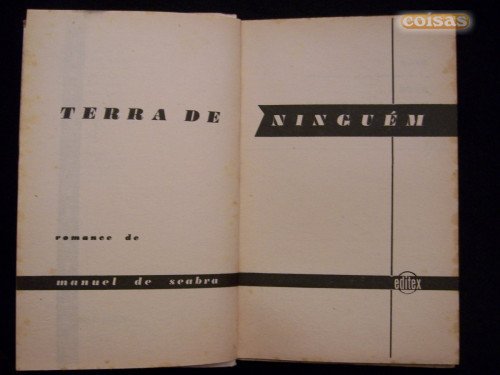 coisas
TERRA DE NINGUÉM
romance de
manuel de seabra
editex